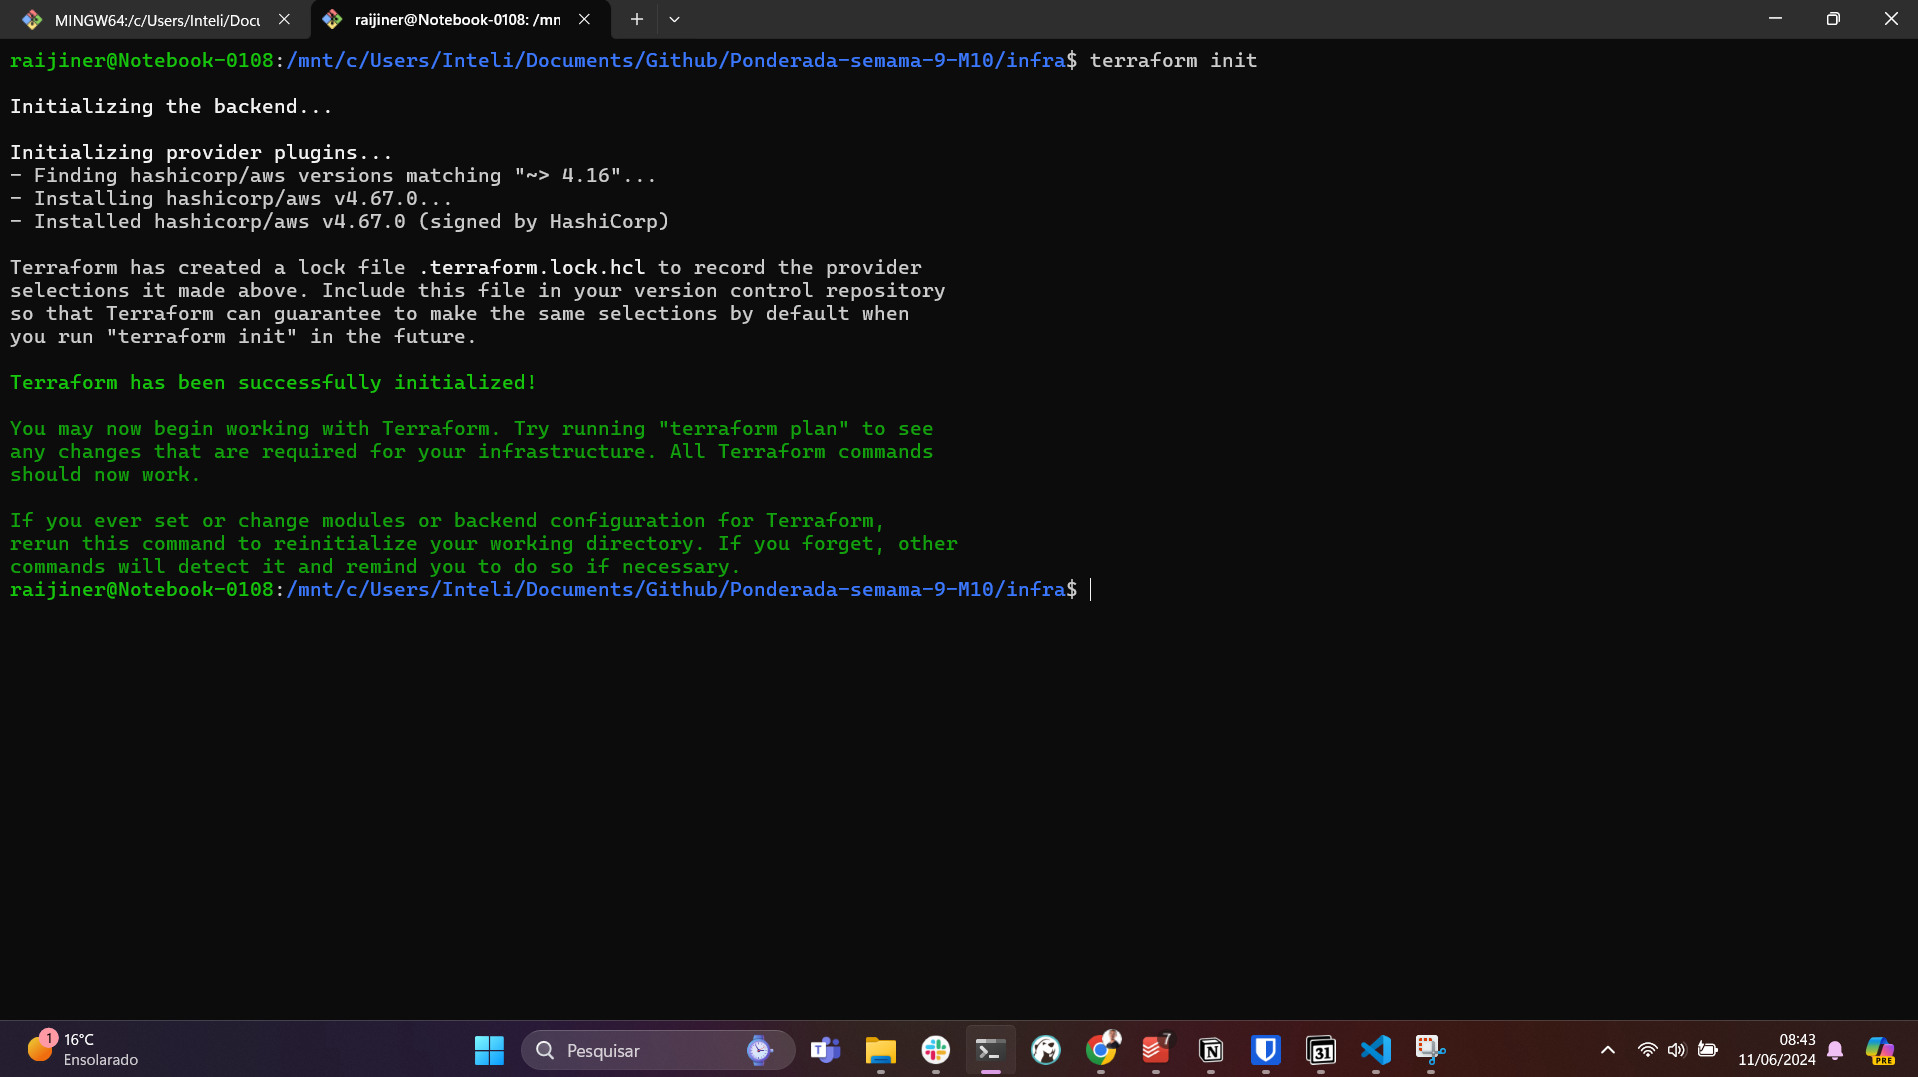 MINGW64:/c/Users/Inteli/Docu
raijiner@Notebook-0108: /mn
raijiner@Notebook-0108:/mnt/c/Users/Inteli/Documents/Github/Ponderada-semama-9-M10/infra$ terraform init
Initializing the backend...
Initializing provider plugins...
- Finding hashicorp/aws versions matching "~> 4.16"...
- Installing hashicorp/aws v4.67.0...
- Installed hashicorp/aws v4.67.0 (signed by HashiCorp)
Terraform has created a lock file .terraform.lock.hcl to record the provider
selections it made above. Include this file in your version control repository
so that Terraform can guarantee to make the same selections by default when
you run "terraform init" in the future.
Terraform has been successfully initialized!
You may now begin working with Terraform. Try running "terraform plan" to see
any changes that are required for your infrastructure. All Terraform commands
should now work.
If you ever set or change modules or backend configuration for Terraform,
rerun this command to reinitialize your working directory. If you forget, other
commands will detect it and remind you to do so if necessary.
raijiner@Notebook-0108:/mnt/c/Users/Inteli/Documents/Github/Ponderada-semama-9-M10/infra$
1
16°C
Ensolarado
Pesquisar
7
31
08:43
11/06/2024
PRE